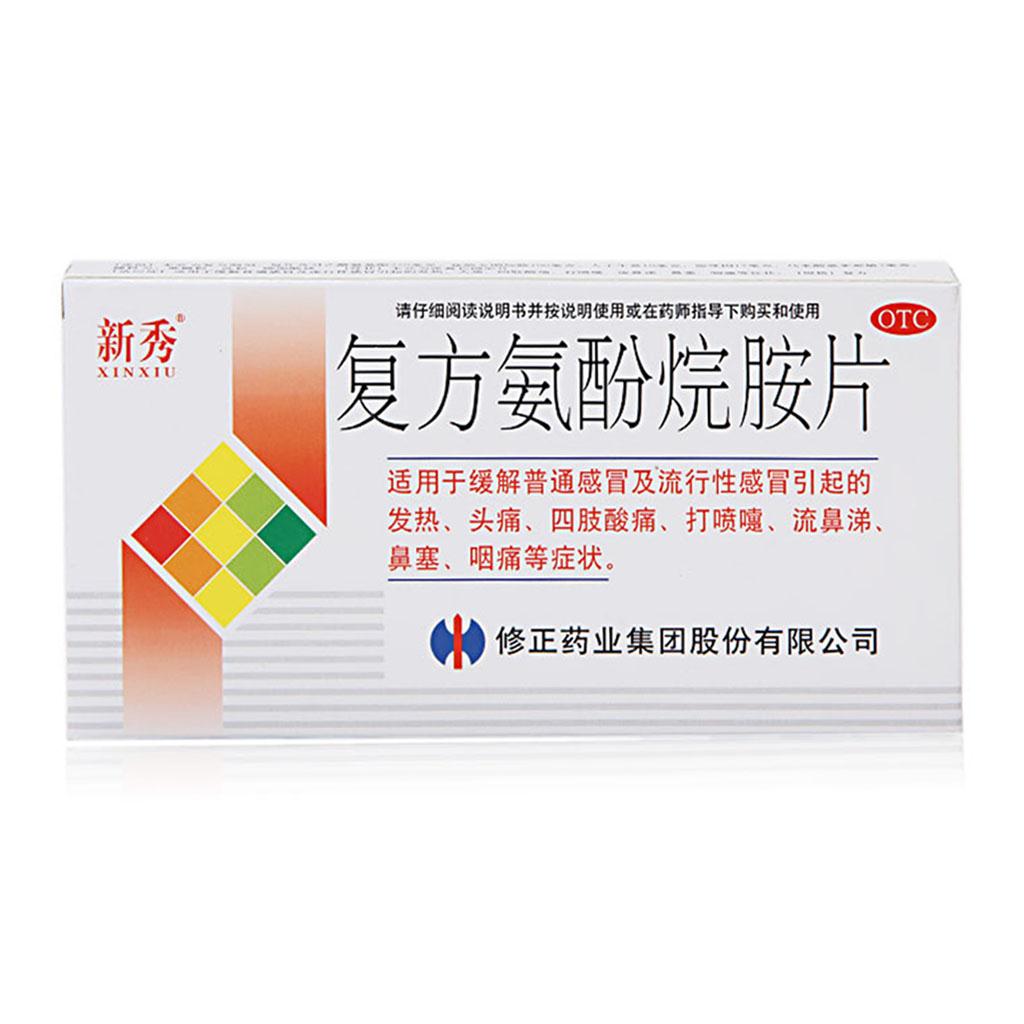 新秀®
XINXIU
请仔细阅读说明书并按说明使用或在药师指导下购买和使用
OTC
复方氨酚烷胺片
适用于缓解普通感冒及流行性感冒引起的
发热、头痛、四肢酸痛、打喷嚏、流鼻涕、
鼻塞、咽痛等症状。
修正药业集团股份有限公司